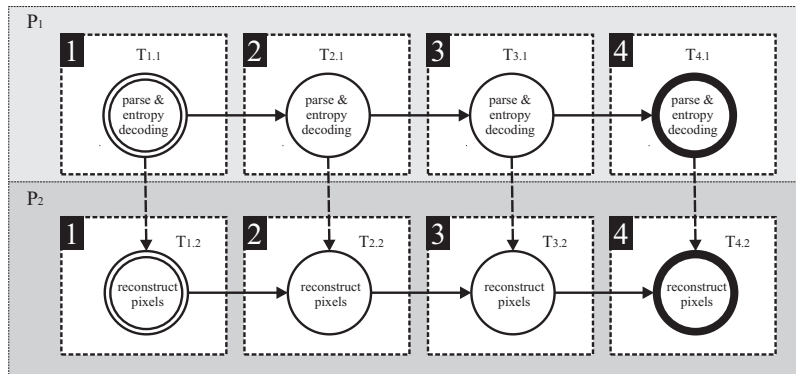 P1
1 T1.1 2 T2.1 3 T3.1 4 T4.1
parse & parse & parse & parse &
entropy entropy entropy entropy
decoding decoding decoding decoding
P2
1 T1.2 2 T2.2 3 T3.2 4 T4.2
reconstruct reconstruct reconstruct reconstruct
pixels pixels pixels pixels